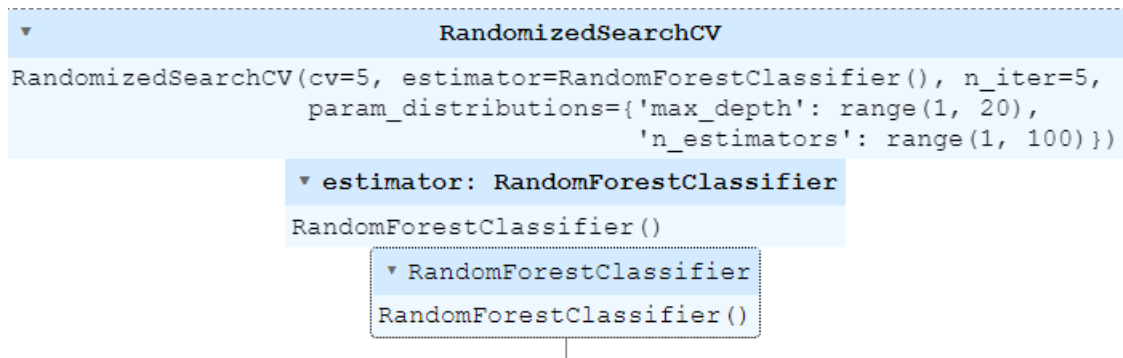 RandomizedSearchCV
RandomizedSearchCV(cv=5, estimator=RandomForestClassifier(), n_iter=5,
param_distributions={'max_depth': range(1, 20),
'n_estimators': range(1, 100)})
estimator: RandomForestClassifier
RandomForestClassifier()
RandomForestClassifier
RandomForestClassifier()